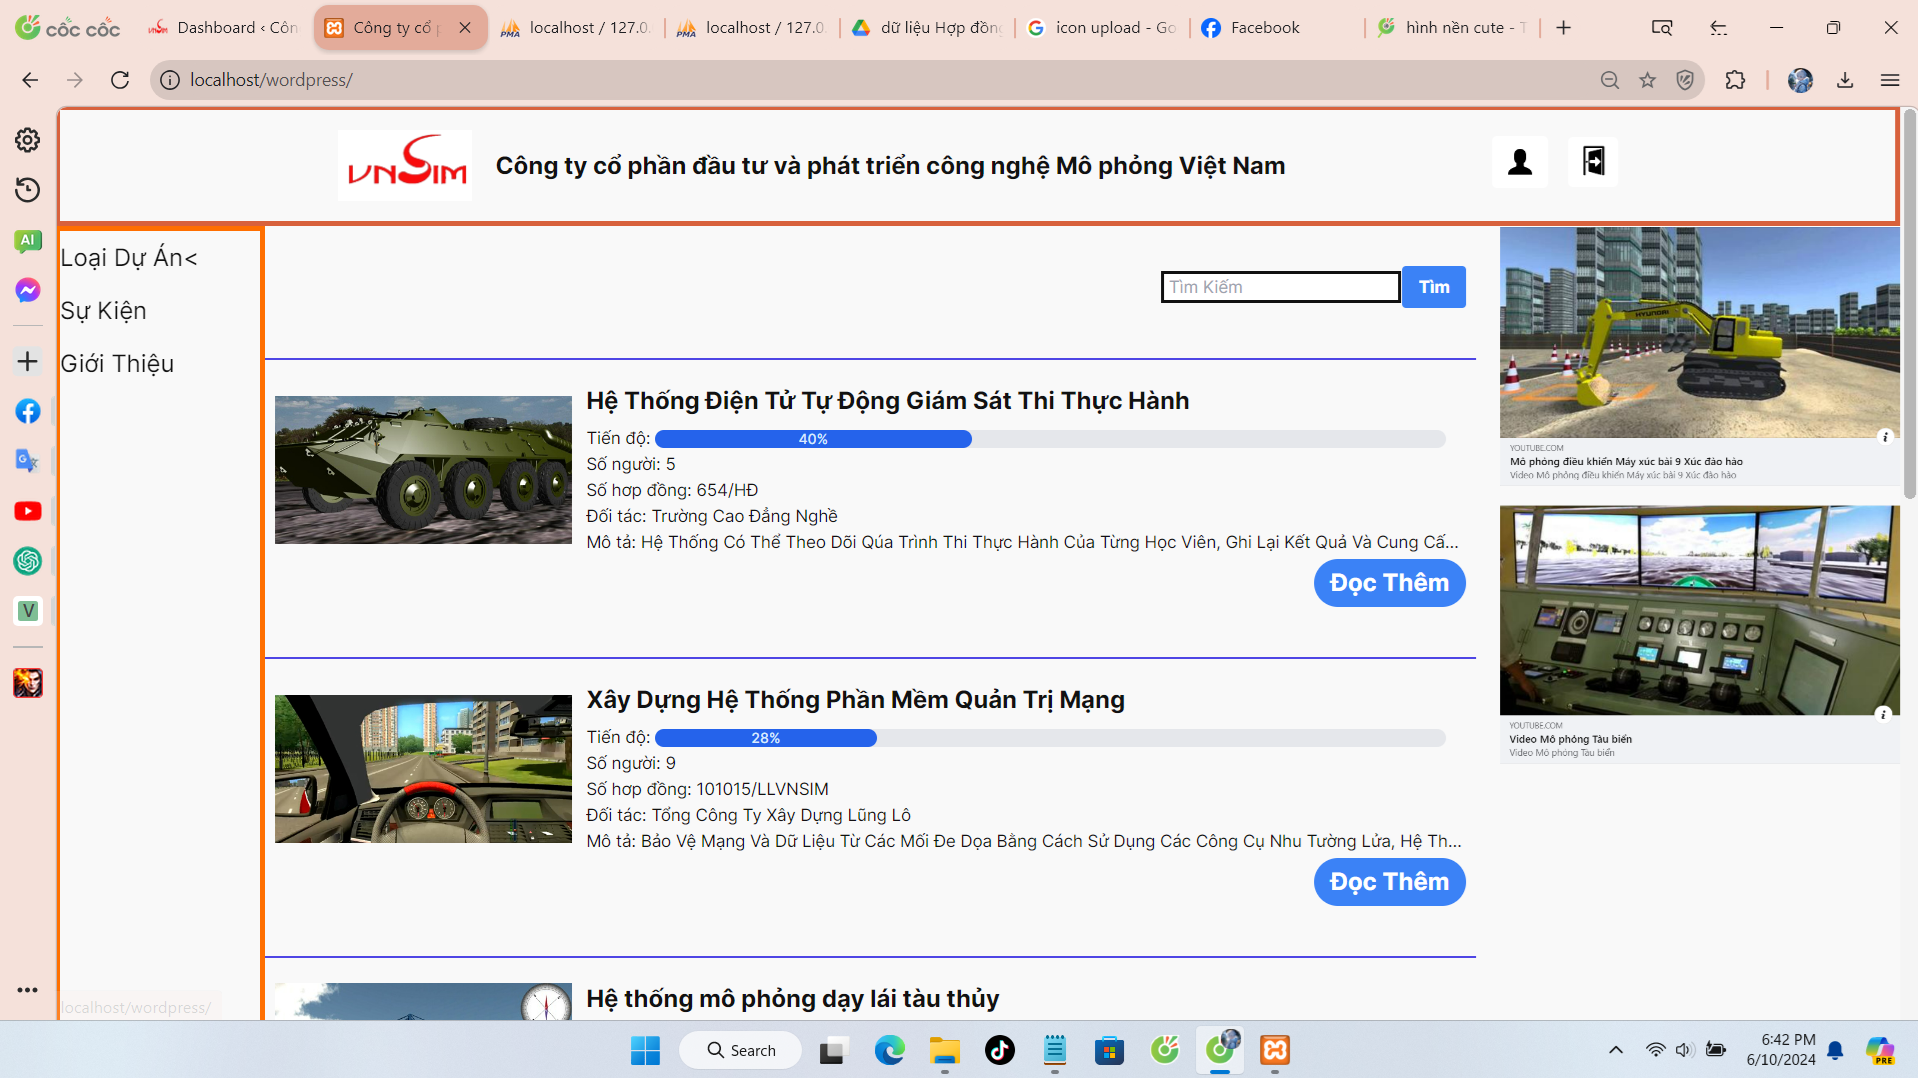 cốc cốc
Dashboard ‹ Côn
Công ty cổ p
localhost / 127.0.
localhost / 127.0.
dữ liệu Hợp đồng
icon upload - Go
Facebook
hình nền cute - T
localhost/wordpress/
VNSIM
Công ty cổ phần đầu tư và phát triển công nghệ Mô phỏng Việt Nam
AI
Loại Dự Án<
Sự Kiện
Giới Thiệu
Tìm Kiếm
Tìm
Hệ Thống Điện Tử Tự Động Giám Sát Thi Thực Hành
Tiến độ: 40%
Số người: 5
Số hơp đồng: 654/HĐ
Đối tác: Trường Cao Đẳng Nghề
Mô tả: Hệ Thống Có Thể Theo Dõi Qúa Trình Thi Thực Hành Của Từng Học Viên, Ghi Lại Kết Quả Và Cung Cấ...
Đọc Thêm
Xây Dựng Hệ Thống Phần Mềm Quản Trị Mạng
Tiến độ: 28%
Số người: 9
Số hơp đồng: 101015/LLVNSIM
Đối tác: Tổng Công Ty Xây Dựng Lũng Lô
Mô tả: Bảo Vệ Mạng Và Dữ Liệu Từ Các Mối Đe Dọa Bằng Cách Sử Dụng Các Công Cụ Nhu Tường Lửa, Hệ Th...
Đọc Thêm
Hệ thống mô phỏng dạy lái tàu thủy
HYUNDAI
YOUTUBE.COM
Mô phỏng điều khiển Máy xúc bài 9 Xúc đào hào
Video Mô phỏng điều khiển Máy xúc bài 9 Xúc đào hào
YOUTUBE.COM
Video Mô phỏng Tàu biển
Video Mô phỏng Tàu biển
V
localhost/wordpress/
Search
6:42 PM
6/10/2024
PRE